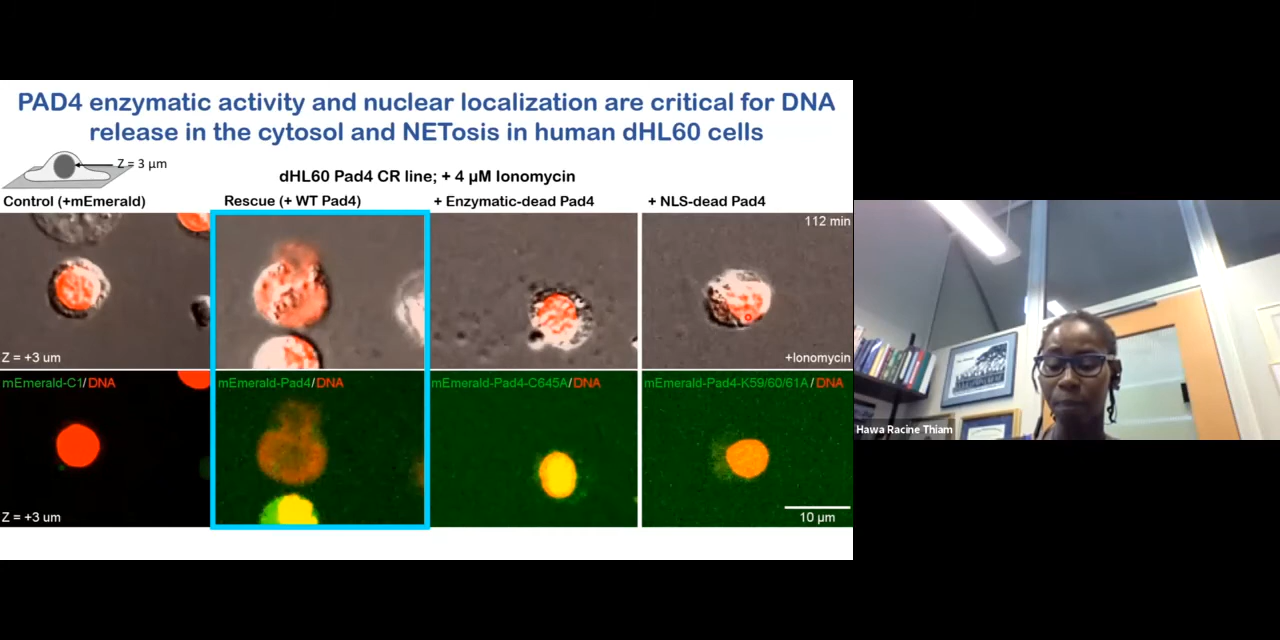 PAD4 enzymatic activity and nuclear localization are critical for DNA
release in the cytosol and NETosis in human dHL60 cells
Z = 3 µm
dHL60 Pad4 CR line; + 4 µM Ionomycin
Control (+mEmerald)
Rescue (+ WT Pad4)
+ Enzymatic-dead Pad4
+ NLS-dead Pad4
112 min
Z = +3 um
+Ionomycin
mEmerald-C1/DNA
mEmerald-Pad4/DNA
mEmerald-Pad4-C645A/DNA
mEmerald-Pad4-K59/60/61A/DNA
Z = +3 um
10 µm
Hawa Racine Thiam